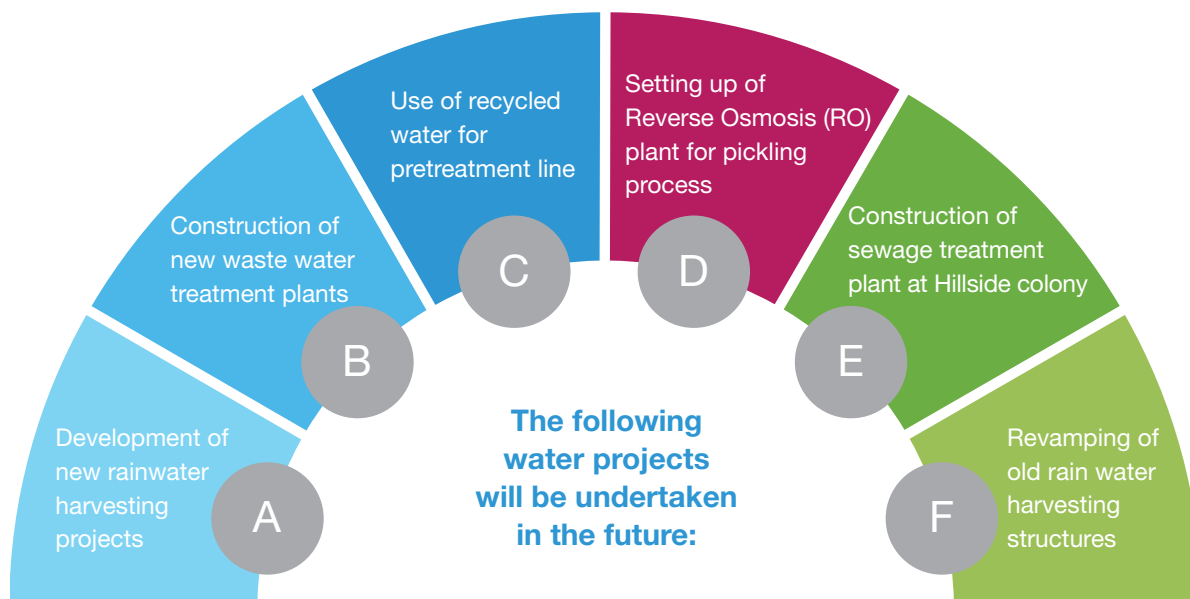 Development of
new rainwater
harvesting
projects
A
Construction of
new waste water
treatment plants
B
Use of recycled
water for
pretreatment line
C
Setting up of
Reverse Osmosis (RO)
plant for pickling
process
D
Construction of
sewage treatment
plant at Hillside colony
E
Revamping of
old rain water
harvesting
structures
F
The following
water projects
will be undertaken
in the future: